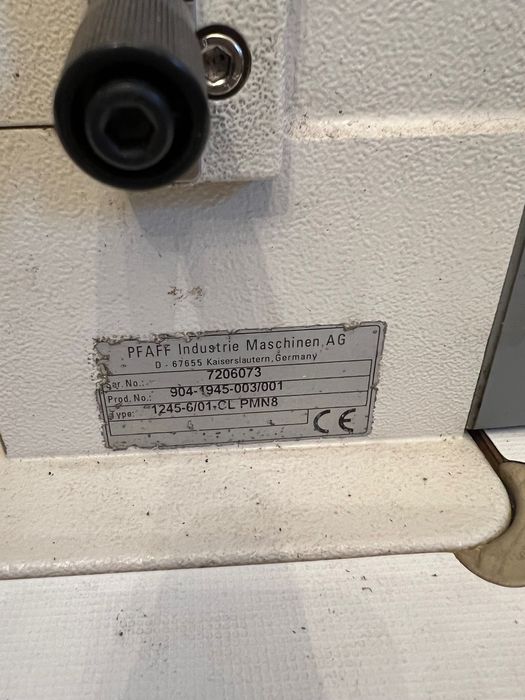 PFAFF Industrie Maschinen AG
D - 67655 Kaiserslautern, Germany
Ser. No.: 7206073
Prod. No.: 904-1945-003/001
Type: 1245-6/01-CL PMN8
CE